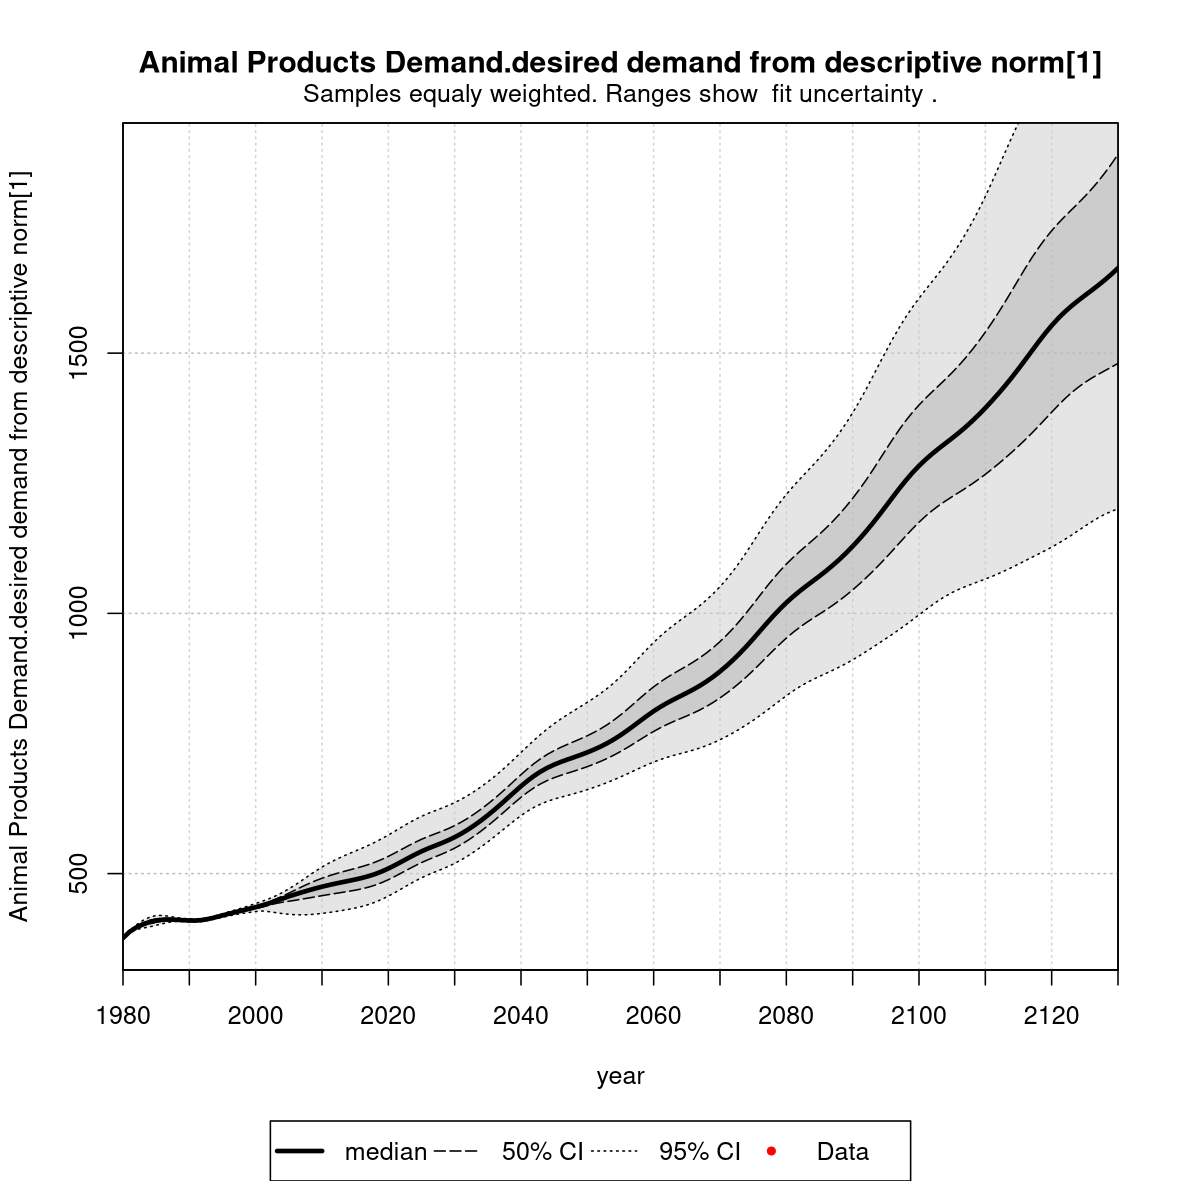 Animal Products Demand.desired demand from descriptive norm[1]
Samples equaly weighted. Ranges show  fit uncertainty .
Animal Products Demand.desired demand from descriptive norm[1]
1500
1000
500
1980 2000 2020 2040 2060 2080 2100 2120
year
median 50% CI 95% CI Data